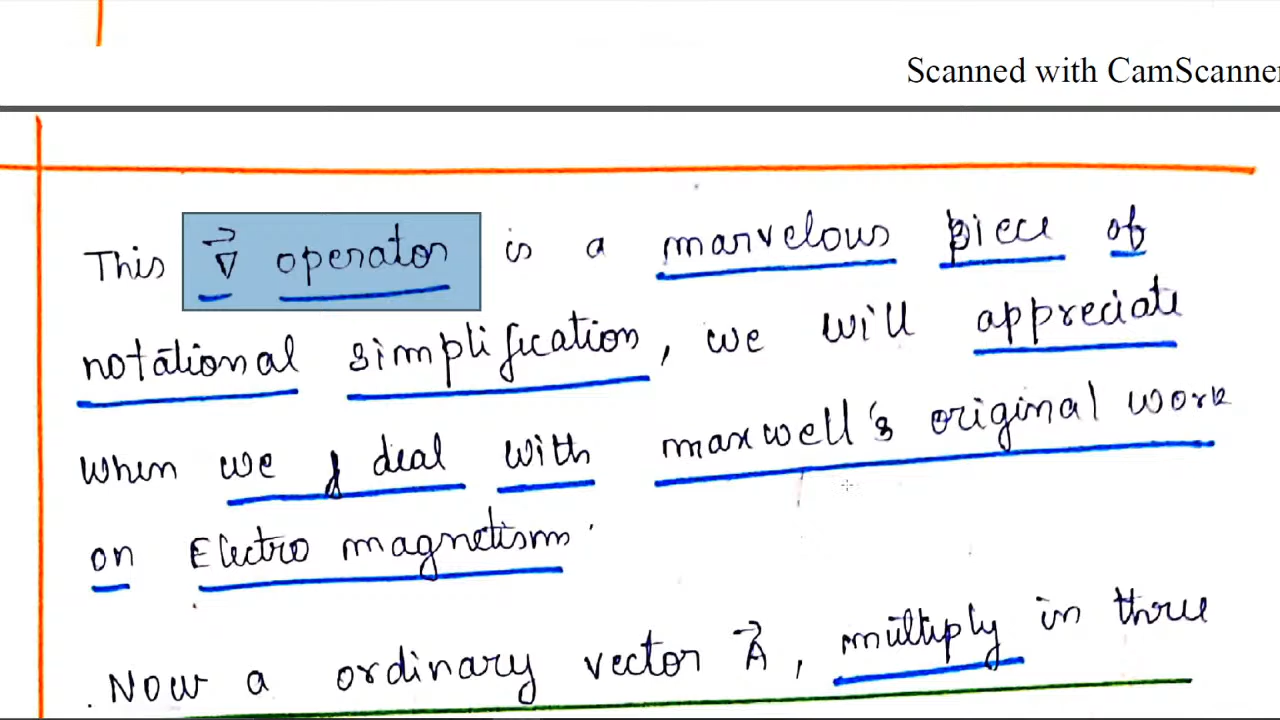 Scanned with CamScanner
This ∇⃗ operator is a marvelous piece of
notational simplification, we will appreciate
when we deal with maxwell's original work
on Electro magnetism.
. Now a ordinary vector A⃗, multiply in three